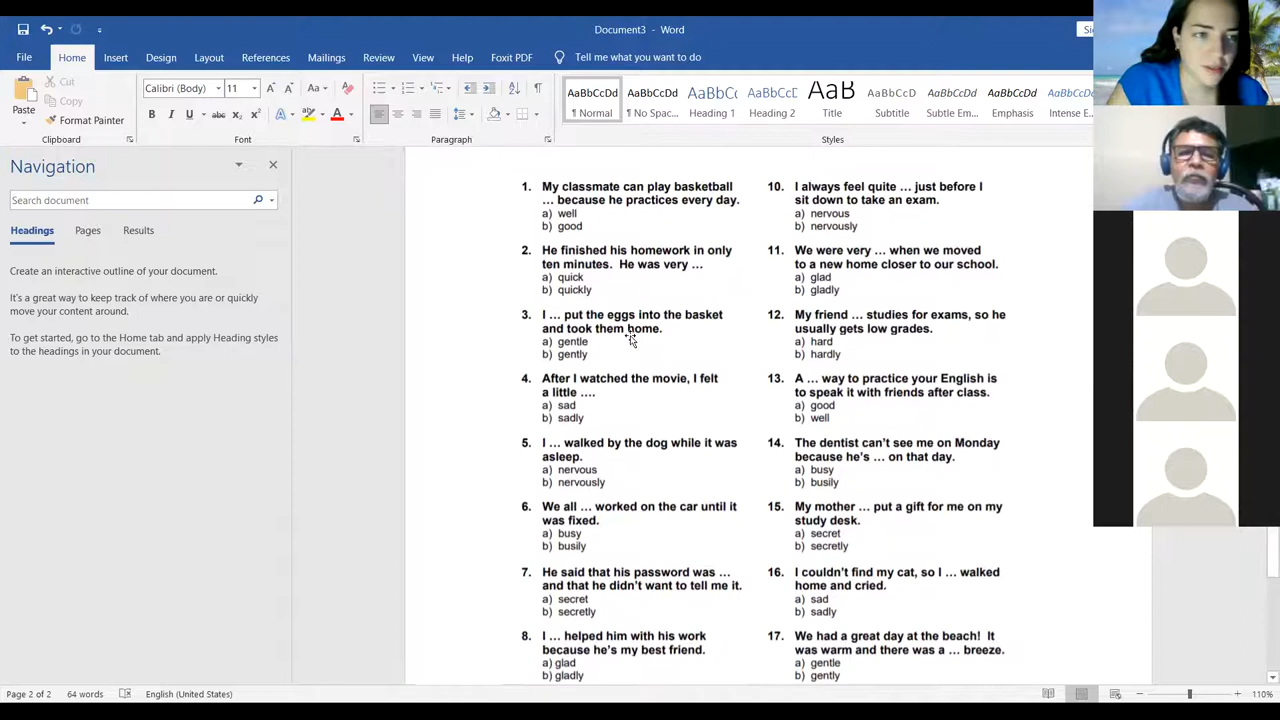 Document3 - Word
File
Home
Insert
Design
Layout
References
Mailings
Review
View
Help
Foxit PDF
Tell me what you want to do
Paste
Cut
Copy
Format Painter
Clipboard
Calibri (Body)
11
Font
Paragraph
AaBbCcDd
¶ Normal
AaBbCcDd
¶ No Spac...
AaBbCc
Heading 1
AaBbCcD
Heading 2
AaB
Title
AaBbCcD
Subtitle
AaBbCcDd
Subtle Em...
AaBbCcDd
Emphasis
AaBbCcDd
Intense E...
Styles
Navigation
Search document
Headings
Pages
Results
Create an interactive outline of your document.
It's a great way to keep track of where you are or quickly
move your content around.
To get started, go to the Home tab and apply Heading styles
to the headings in your document.
1. My classmate can play basketball
… because he practices every day.
a) well
b) good
2. He finished his homework in only
ten minutes. He was very …
a) quick
b) quickly
3. I … put the eggs into the basket
and took them home.
a) gentle
b) gently
4. After I watched the movie, I felt
a little ….
a) sad
b) sadly
5. I … walked by the dog while it was
asleep.
a) nervous
b) nervously
6. We all … worked on the car until it
was fixed.
a) busy
b) busily
7. He said that his password was …
and that he didn't want to tell me it.
a) secret
b) secretly
8. I … helped him with his work
because he's my best friend.
a) glad
b) gladly
10. I always feel quite … just before I
sit down to take an exam.
a) nervous
b) nervously
11. We were very … when we moved
to a new home closer to our school.
a) glad
b) gladly
12. My friend … studies for exams, so he
usually gets low grades.
a) hard
b) hardly
13. A … way to practice your English is
to speak it with friends after class.
a) good
b) well
14. The dentist can't see me on Monday
because he's … on that day.
a) busy
b) busily
15. My mother … put a gift for me on my
study desk.
a) secret
b) secretly
16. I couldn't find my cat, so I … walked
home and cried.
a) sad
b) sadly
17. We had a great day at the beach! It
was warm and there was a … breeze.
a) gentle
b) gently
Page 2 of 2
64 words
English (United States)
110%